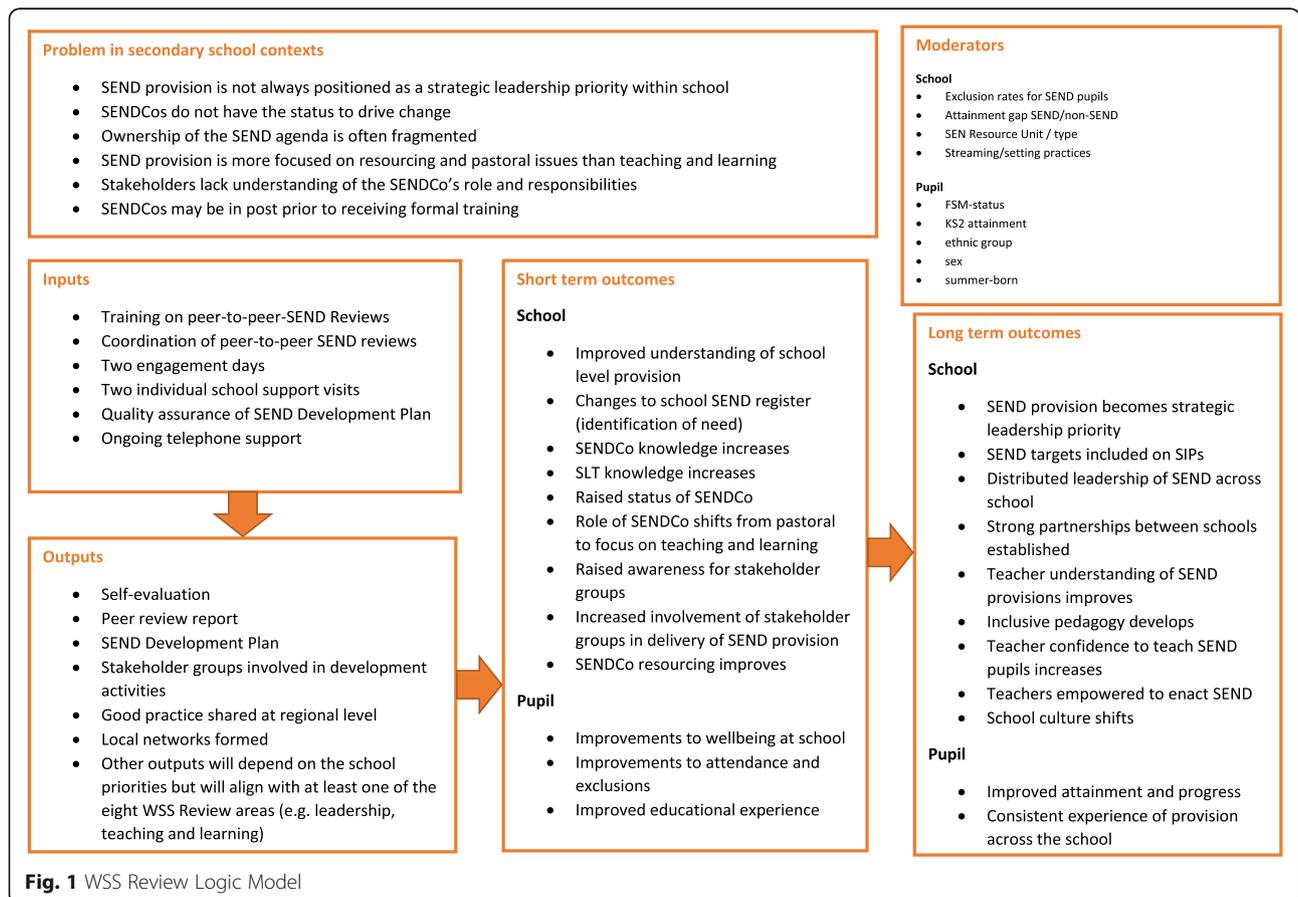 Problem in secondary school contexts
• SEND provision is not always positioned as a strategic leadership priority within school
• SENDCos do not have the status to drive change
• Ownership of the SEND agenda is often fragmented
• SEND provision is more focused on resourcing and pastoral issues than teaching and learning
• Stakeholders lack understanding of the SENDCo's role and responsibilities
• SENDCos may be in post prior to receiving formal training
Moderators
School
• Exclusion rates for SEND pupils
• Attainment gap SEND/non-SEND
• SEN Resource Unit / type
• Streaming/setting practices
Pupil
• FSM-status
• KS2 attainment
• ethnic group
• sex
• summer-born
Inputs
• Training on peer-to-peer-SEND Reviews
• Coordination of peer-to-peer SEND reviews
• Two engagement days
• Two individual school support visits
• Quality assurance of SEND Development Plan
• Ongoing telephone support
Outputs
• Self-evaluation
• Peer review report
• SEND Development Plan
• Stakeholder groups involved in development
activities
• Good practice shared at regional level
• Local networks formed
• Other outputs will depend on the school
priorities but will align with at least one of the
eight WSS Review areas (e.g. leadership,
teaching and learning)
Short term outcomes
School
• Improved understanding of school
level provision
• Changes to school SEND register
(identification of need)
• SENDCo knowledge increases
• SLT knowledge increases
• Raised status of SENDCo
• Role of SENDCo shifts from pastoral
to focus on teaching and learning
• Raised awareness for stakeholder
groups
• Increased involvement of stakeholder
groups in delivery of SEND provision
• SENDCo resourcing improves
Pupil
• Improvements to wellbeing at school
• Improvements to attendance and
exclusions
• Improved educational experience
Long term outcomes
School
• SEND provision becomes strategic
leadership priority
• SEND targets included on SIPs
• Distributed leadership of SEND across
school
• Strong partnerships between schools
established
• Teacher understanding of SEND
provisions improves
• Inclusive pedagogy develops
• Teacher confidence to teach SEND
pupils increases
• Teachers empowered to enact SEND
• School culture shifts
Pupil
• Improved attainment and progress
• Consistent experience of provision
across the school
Fig. 1 WSS Review Logic Model